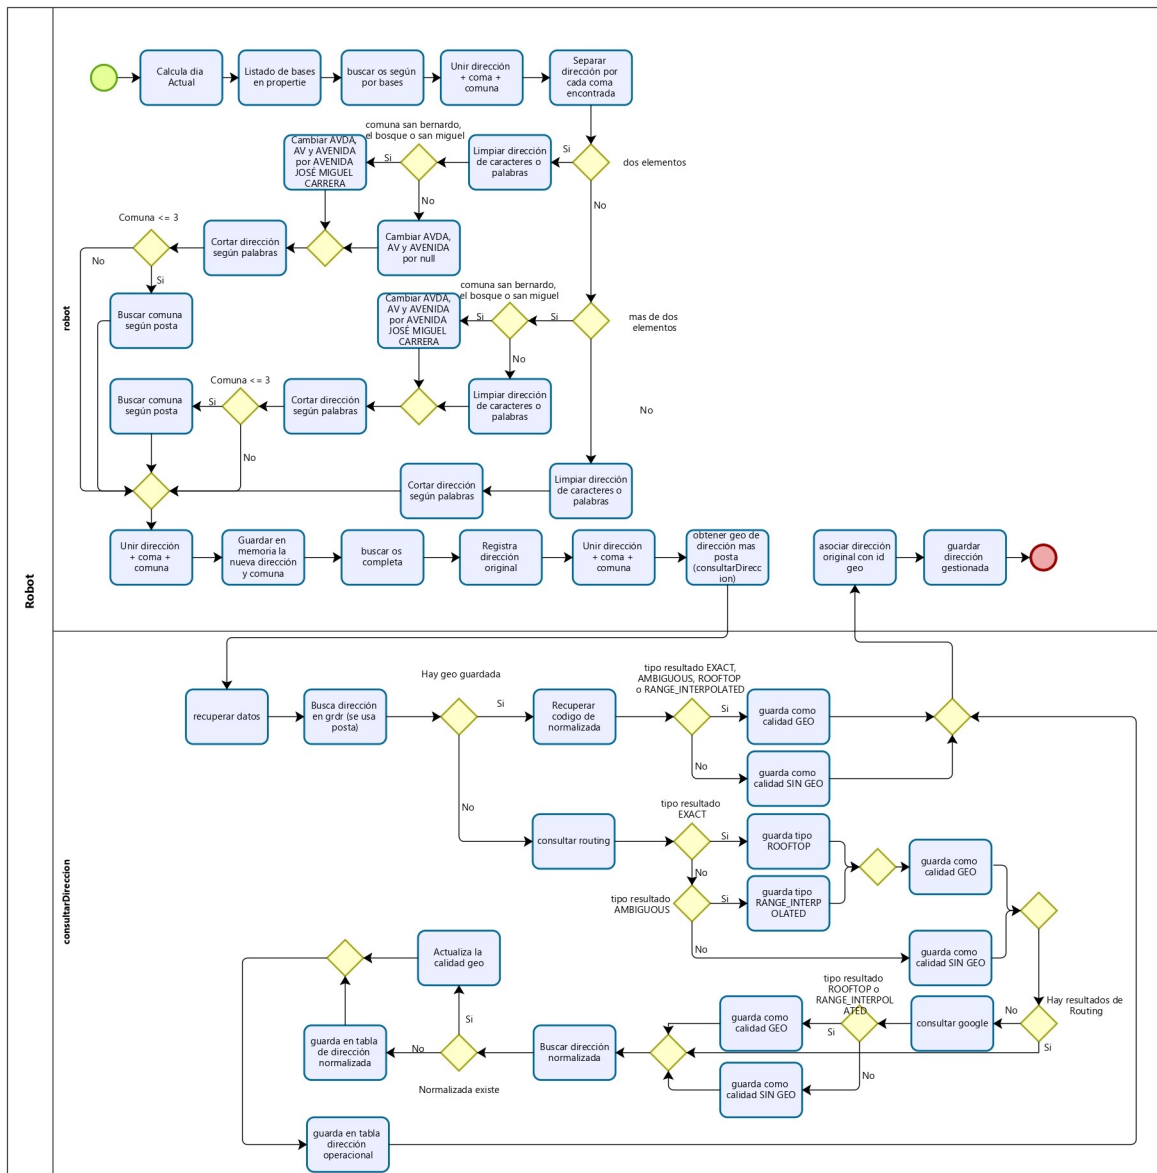 Robot
robot
Calcula dia
Actual
Listado de bases
en propertie
buscar os según
por bases
Unir dirección
+ coma +
comuna
Separar
dirección por
cada coma
encontrada
comuna san bernardo,
el bosque o san miguel
Cambiar AVDA,
AV y AVENIDA
por AVENIDA
JOSÉ MIGUEL
CARRERA
Si
Limpiar dirección
de caracteres o
palabras
Si
dos elementos
No
No
Comuna <= 3
No
Si
Cortar dirección
según palabras
Cambiar AVDA,
AV y AVENIDA
por null
Buscar comuna
según posta
comuna san bernardo,
el bosque o san miguel
Cambiar AVDA,
AV y AVENIDA
por AVENIDA
JOSÉ MIGUEL
CARRERA
Si
Si
mas de dos
elementos
No
Comuna <= 3
Buscar comuna
según posta
Si
Cortar dirección
según palabras
Limpiar dirección
de caracteres o
palabras
No
No
Cortar dirección
según palabras
Limpiar dirección
de caracteres o
palabras
Unir dirección
+ coma +
comuna
Guardar en
memoria la
nueva dirección
y comuna
buscar os
completa
Registra
dirección
original
Unir dirección
+ coma +
comuna
obtener geo de
dirección mas
posta
(consultarDirecc
ion)
asociar dirección
original con id
geo
guardar
dirección
gestionada
consultarDireccion
recuperar datos
Busca dirección
en grdr (se usa
posta)
Hay geo guardada
Si
Recuperar
codigo de
normalizada
tipo resultado EXACT,
AMBIGUOUS, ROOFTOP
o RANGE_INTERPOLATED
Si
guarda como
calidad GEO
No
guarda como
calidad SIN GEO
No
consultar routing
tipo resultado
EXACT
Si
guarda tipo
ROOFTOP
No
tipo resultado
AMBIGUOUS
Si
guarda tipo
RANGE_INTERP
OLATED
guarda como
calidad GEO
No
guarda como
calidad SIN GEO
Hay resultados de
Routing
No
Si
consultar google
tipo resultado
ROOFTOP o
RANGE_INTERPOL
ATED
Si
guarda como
calidad GEO
No
guarda como
calidad SIN GEO
Buscar dirección
normalizada
Actualiza la
calidad geo
Si
No
Normalizada existe
guarda en tabla
de dirección
normalizada
guarda en tabla
dirección
operacional